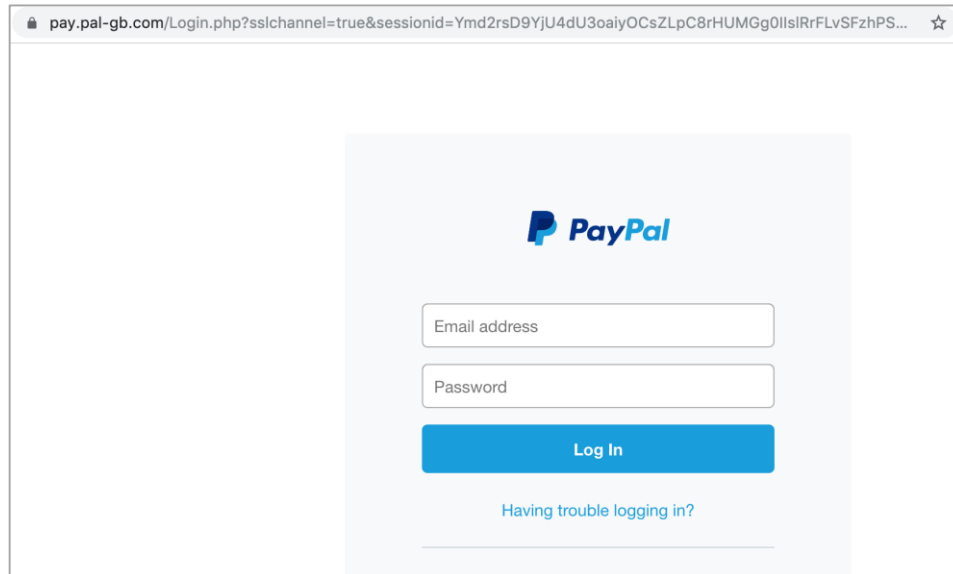 pay.pal-gb.com/Login.php?sslchannel=true&sessionid=Ymd2rsD9YjU4dU3oaiyOCsZLpC8rHUMGg0IIsIRrFLvSFzhPS...
PayPal
Email address
Password
Log In
Having trouble logging in?